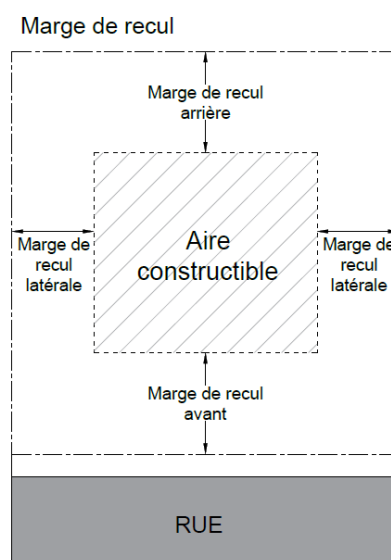 Marge de recul
Marge de recul
arrière
Aire
constructible
Marge de
recul
latérale
Marge de
recul
latérale
Marge de recul
avant
RUE